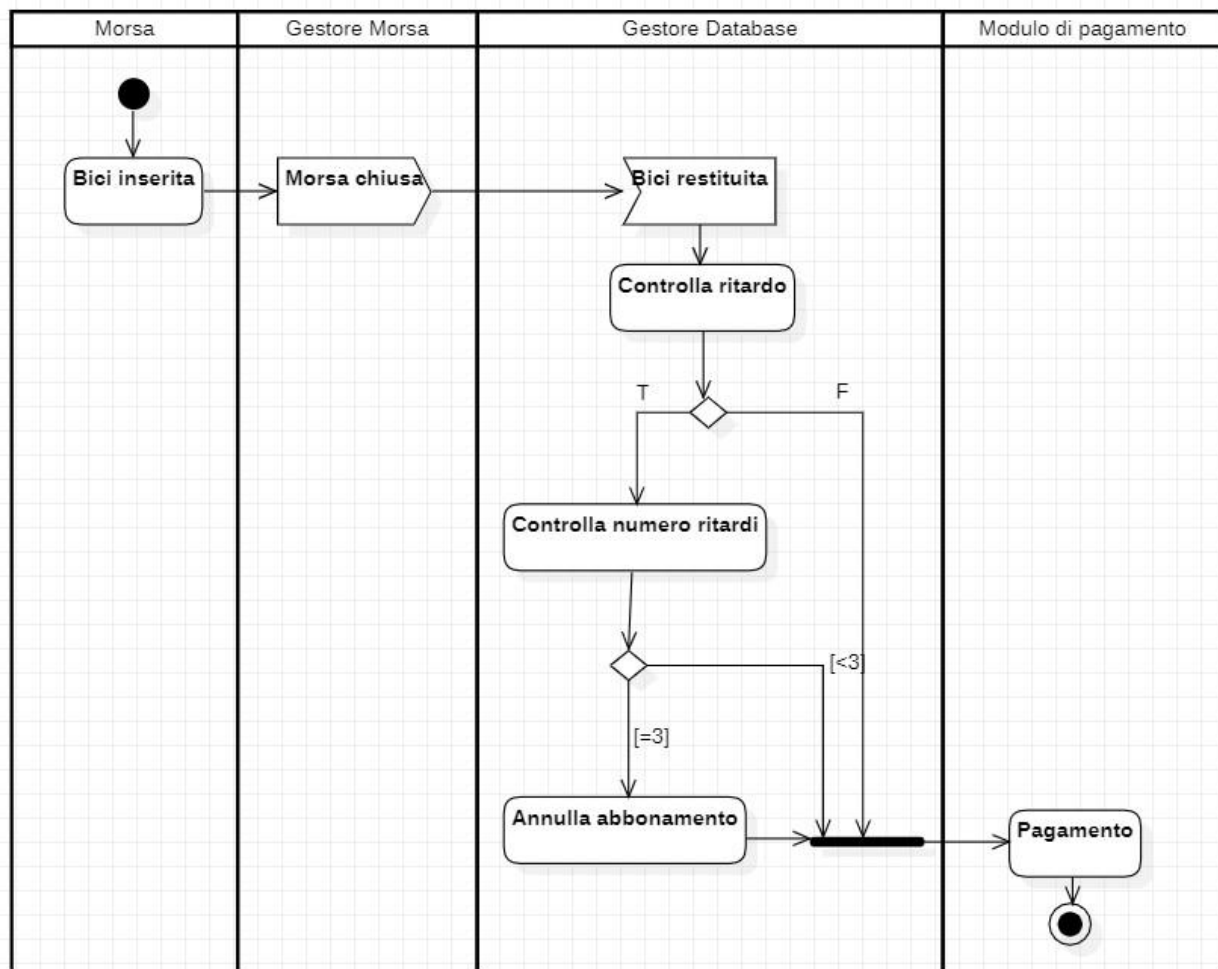 Morsa
Gestore Morsa
Gestore Database
Modulo di pagamento
Bici inserita
Morsa chiusa
Bici restituita
Controlla ritardo
T
F
Controlla numero ritardi
[<3]
[=3]
Annulla abbonamento
Pagamento